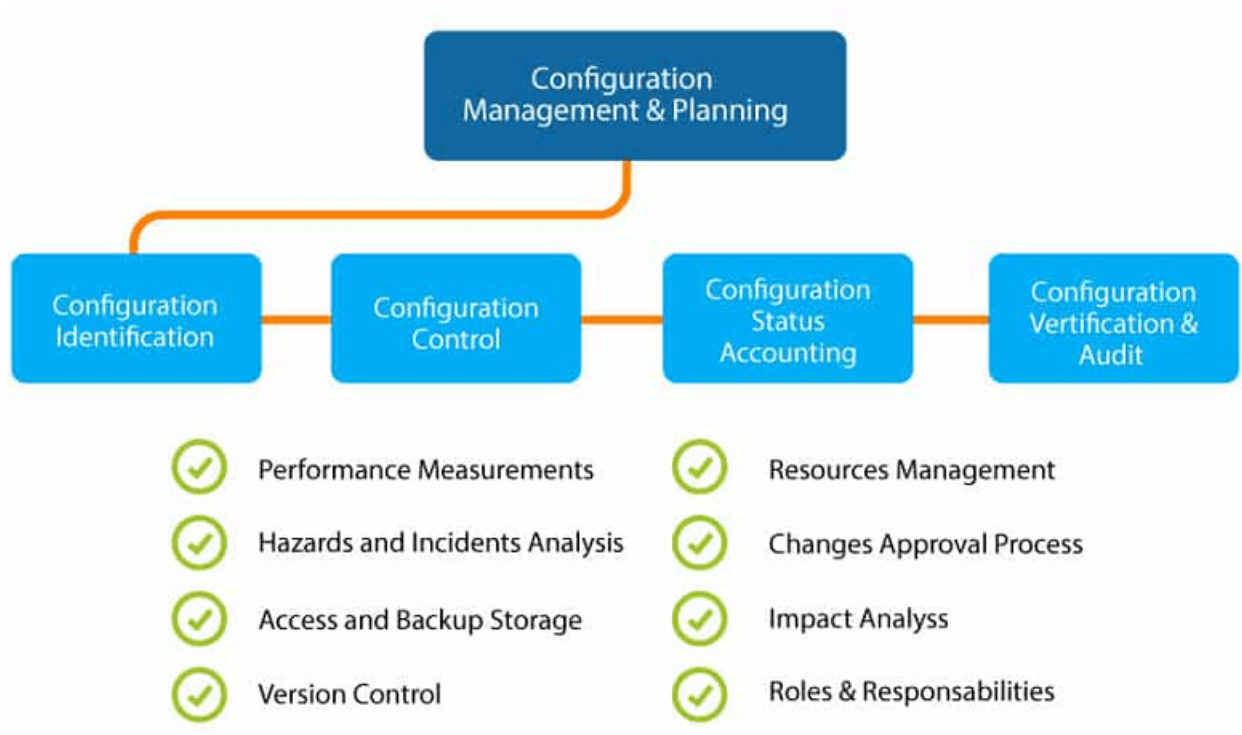 Configuration
Management & Planning
Configuration
Identification
Configuration
Control
Configuration
Status
Accounting
Configuration
Vertification &
Audit
Performance Measurements
Resources Management
Hazards and Incidents Analysis
Changes Approval Process
Access and Backup Storage
Impact Analyss
Version Control
Roles & Responsabilities